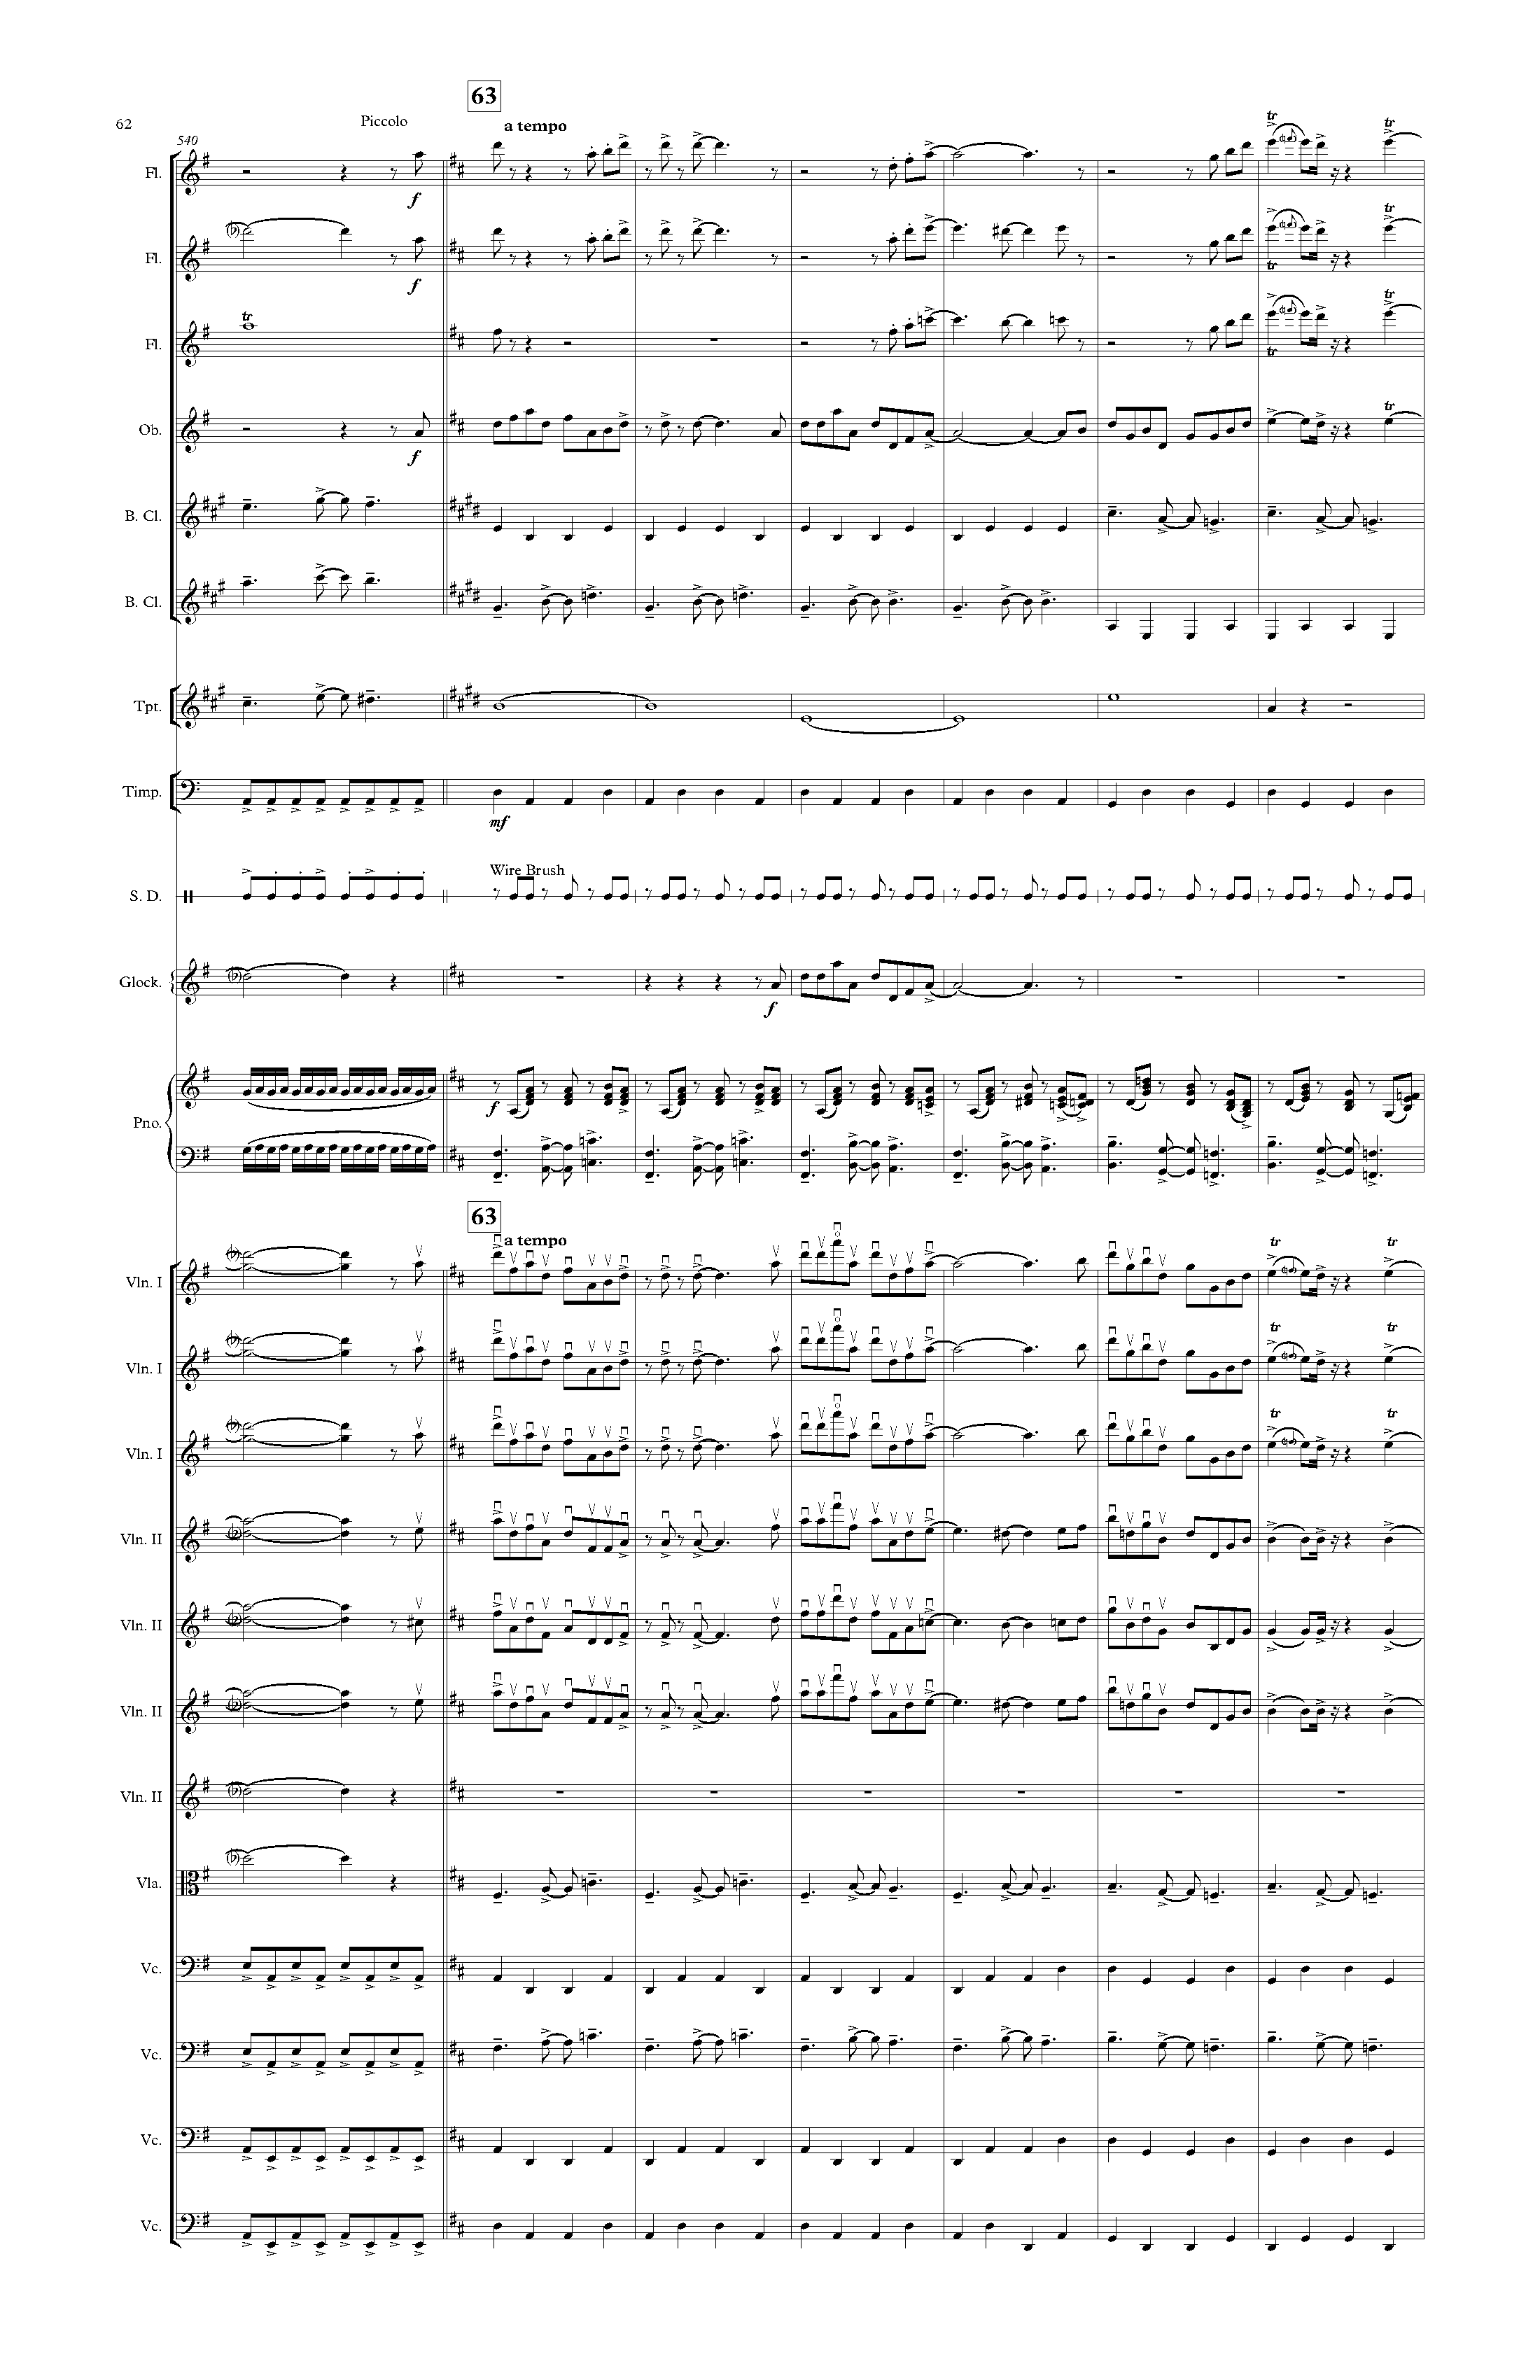 63
62
Piccolo
a tempo
540
Fl.
f
Fl.
f
tr
tr
tr
tr
tr
Fl.
tr
tr
tr
Ob.
f
tr
B. Cl.
B. Cl.
Tpt.
Timp.
mf
Wire Brush
S. D.
Glock.
f
f
Pno.
63
a tempo
Vln. I
tr
tr
Vln. I
tr
tr
Vln. I
tr
tr
Vln. II
Vln. II
Vln. II
Vln. II
Vla.
Vc.
Vc.
Vc.
Vc.